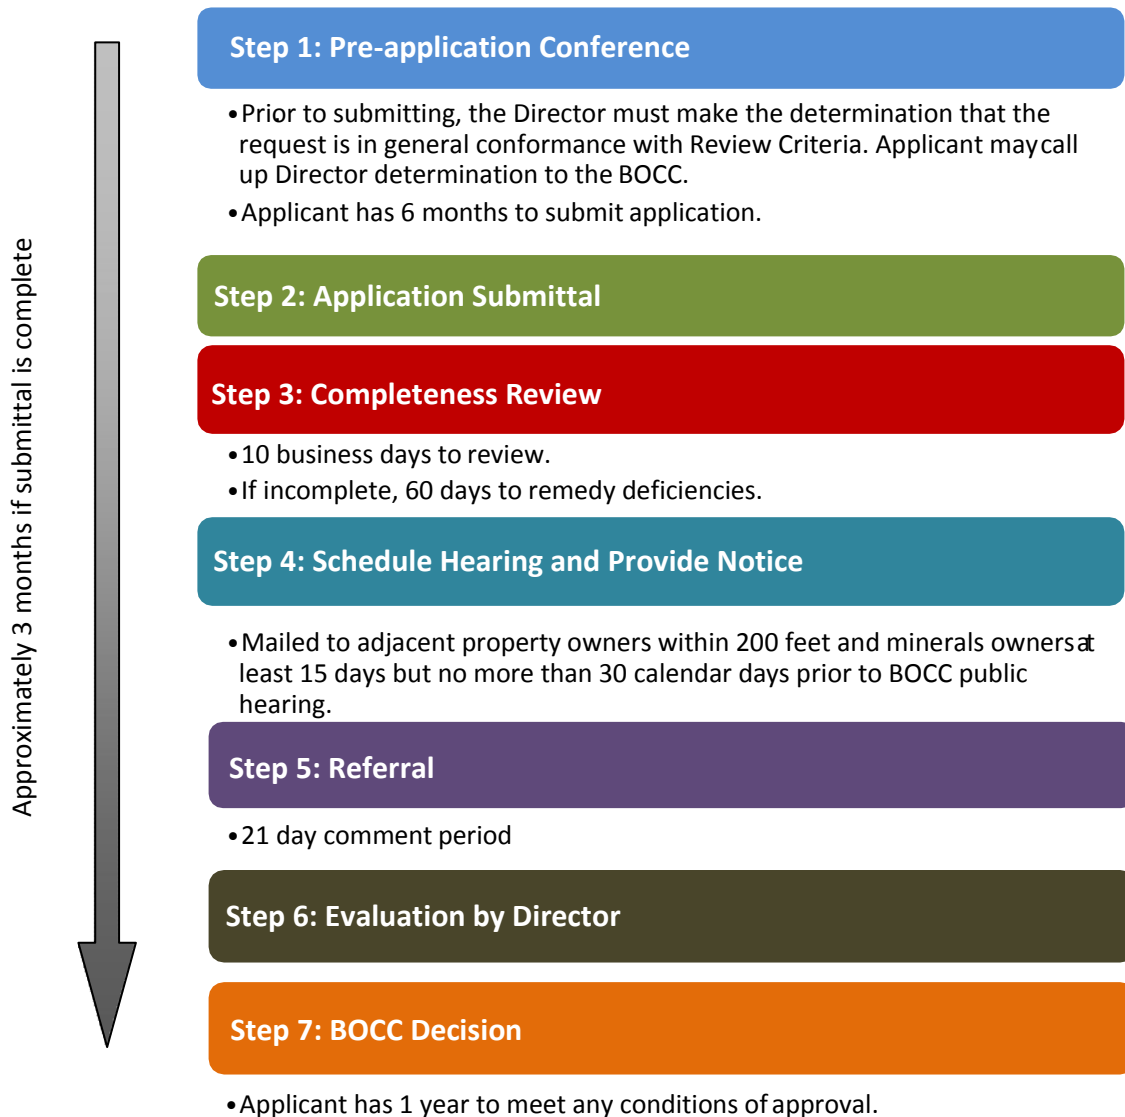 Approximately 3 months if submittal is complete
Step 1: Pre-application Conference
•Prior to submitting, the Director must make the determination that the
request is in general conformance with Review Criteria. Applicant may call
up Director determination to the BOCC.
•Applicant has 6 months to submit application.
Step 2: Application Submittal
Step 3: Completeness Review
•10 business days to review.
•If incomplete, 60 days to remedy deficiencies.
Step 4: Schedule Hearing and Provide Notice
•Mailed to adjacent property owners within 200 feet and minerals owners at
least 15 days but no more than 30 calendar days prior to BOCC public
hearing.
Step 5: Referral
•21 day comment period
Step 6: Evaluation by Director
Step 7: BOCC Decision
•Applicant has 1 year to meet any conditions of approval.